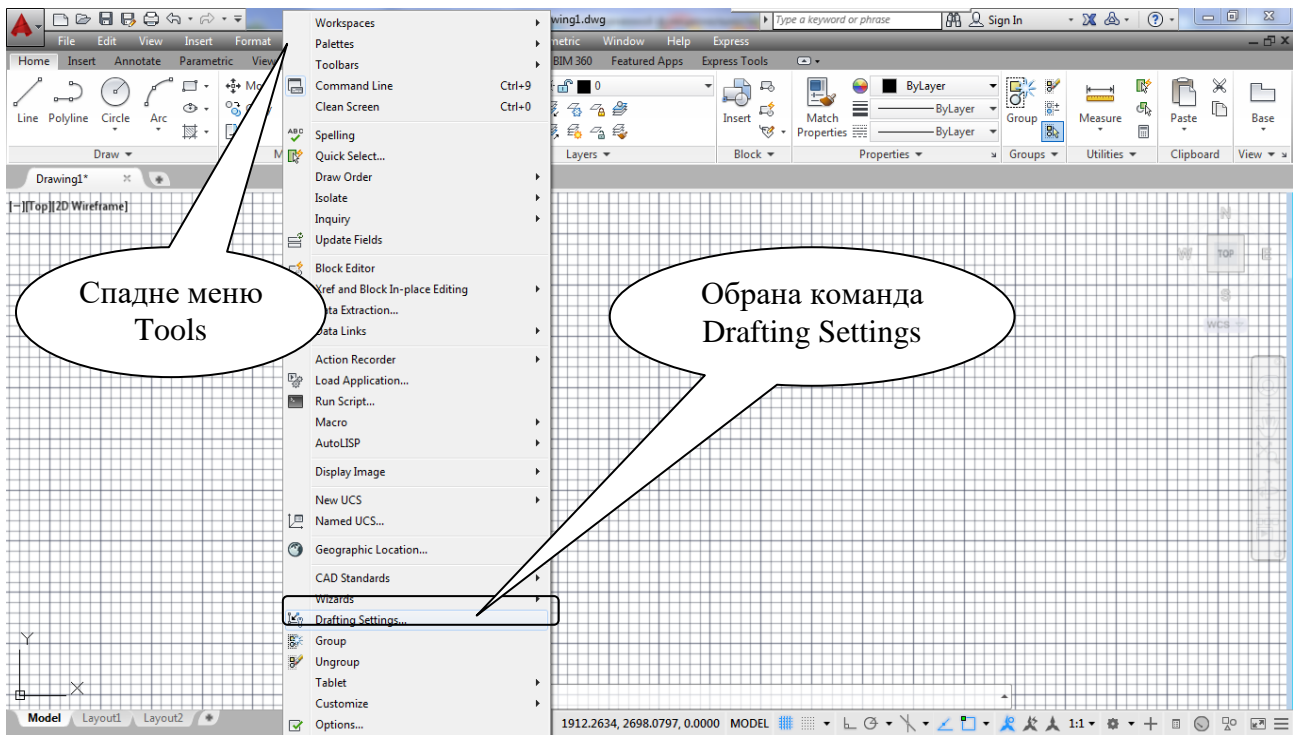 wing1.dwg
Type a keyword or phrase
Sign In
File Edit View Insert Format
metric Window Help Express
Home Insert Annotate Parametric View
BIM 360 Featured Apps Express Tools
Line Polyline Circle Arc
Draw
0
Layers
Insert
Block
Match
Properties
ByLayer
ByLayer
ByLayer
Properties
Group
Groups
Measure
Utilities
Paste
Clipboard
Base
View
Drawing1*
[−][Top][2D Wireframe]
Workspaces
Palettes
Toolbars
Command Line Ctrl+9
Clean Screen Ctrl+0
ABC Spelling
Quick Select...
Draw Order
Isolate
Inquiry
Update Fields
Block Editor
Xref and Block In-place Editing
ata Extraction...
Data Links
Action Recorder
Load Application...
Run Script...
Macro
AutoLISP
Display Image
New UCS
Named UCS...
Geographic Location...
CAD Standards
Wizards
Drafting Settings...
Group
Ungroup
Tablet
Customize
Options...
Спадне меню
Tools
Обрана команда
Drafting Settings
N
W TOP E
S
WCS
Y
X
Model Layout1 Layout2
1912.2634, 2698.0797, 0.0000 MODEL 1:1